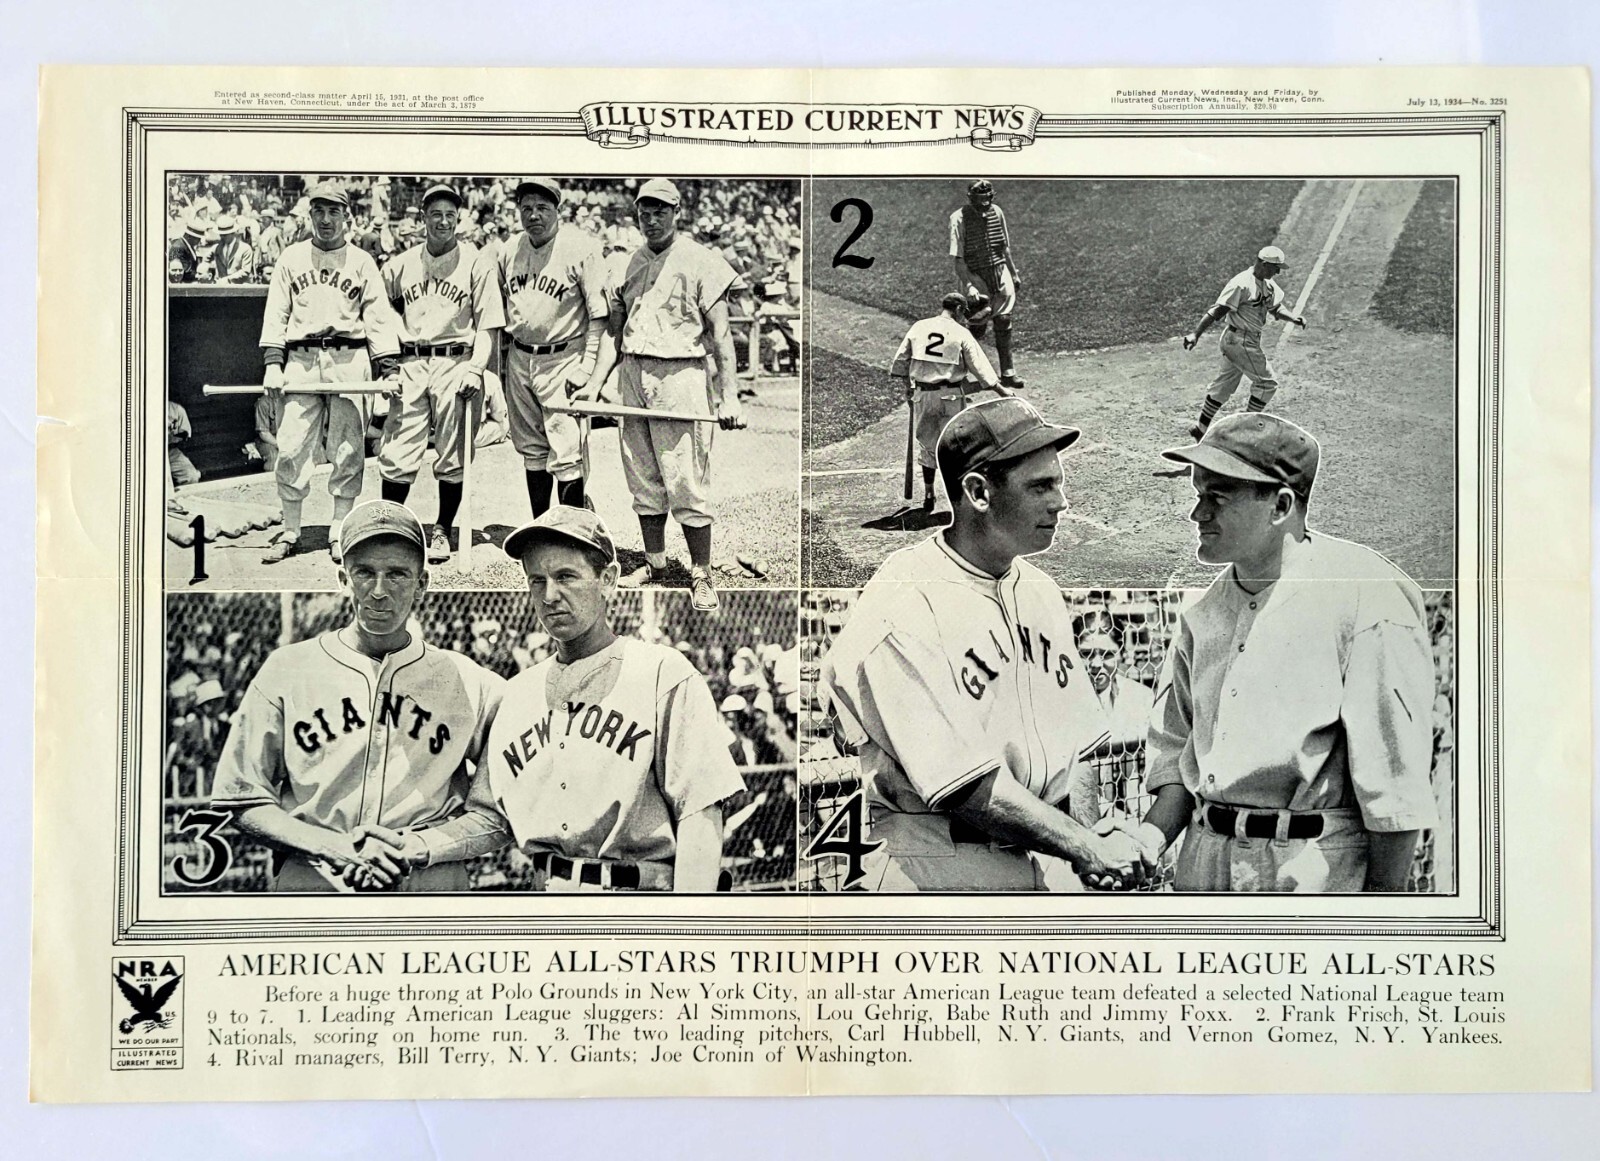 Entered as second-class matter April 15, 1931, at the post office
at New Haven, Connecticut, under the act of March 3, 1879
ILLUSTRATED CURRENT NEWS
Published Monday, Wednesday and Friday, by
Illustrated Current News, Inc., New Haven, Conn.
Subscription Annually, $29.80
July 13, 1934—No. 3251
CHICAGO
NEW YORK
NEW YORK
A
1
2
2
GIANTS
NEW YORK
3
GIANTS
4
NRA
MEMBER
U.S.
WE DO OUR PART
ILLUSTRATED
CURRENT NEWS
AMERICAN LEAGUE ALL-STARS TRIUMPH OVER NATIONAL LEAGUE ALL-STARS
Before a huge throng at Polo Grounds in New York City, an all-star American League team defeated a selected National League team
9 to 7. 1. Leading American League sluggers: Al Simmons, Lou Gehrig, Babe Ruth and Jimmy Foxx. 2. Frank Frisch, St. Louis
Nationals, scoring on home run. 3. The two leading pitchers, Carl Hubbell, N. Y. Giants, and Vernon Gomez, N. Y. Yankees.
4. Rival managers, Bill Terry, N. Y. Giants; Joe Cronin of Washington.